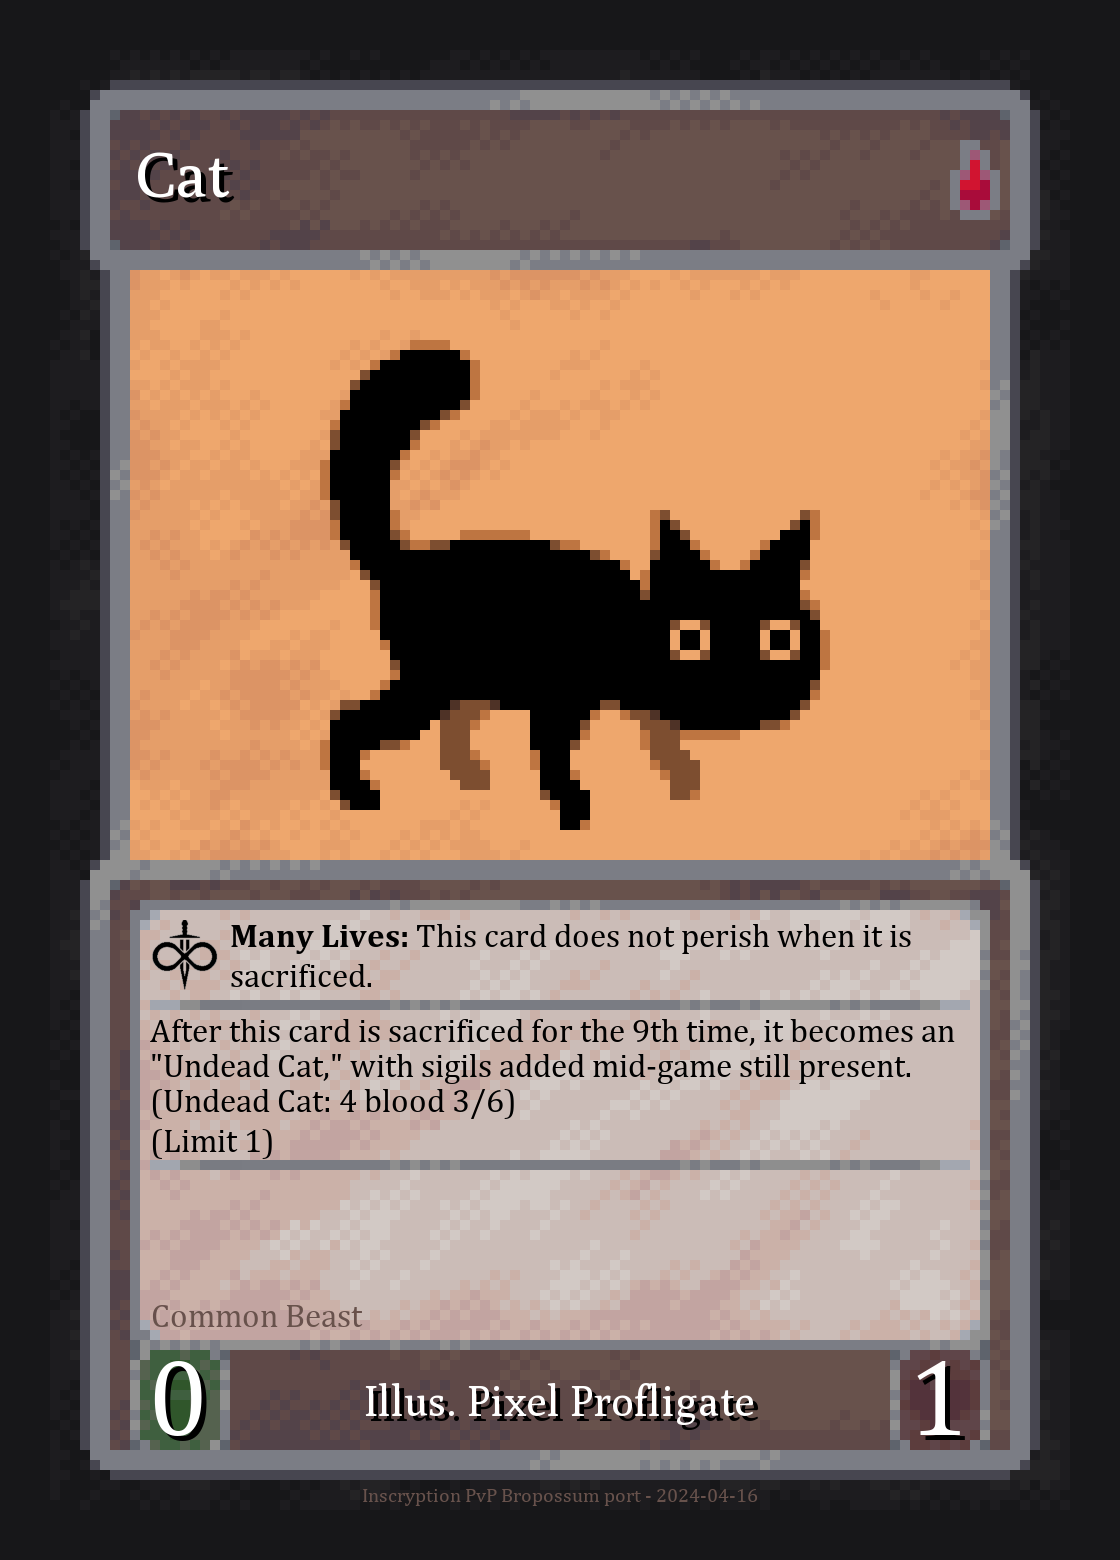 Cat
Many Lives: This card does not perish when it is
sacrificed.
After this card is sacrificed for the 9th time, it becomes an
"Undead Cat," with sigils added mid-game still present.
(Undead Cat: 4 blood 3/6)
(Limit 1)
Common Beast
0
Illus. Pixel Profligate
1
Inscryption PvP Bropossum port - 2024-04-16